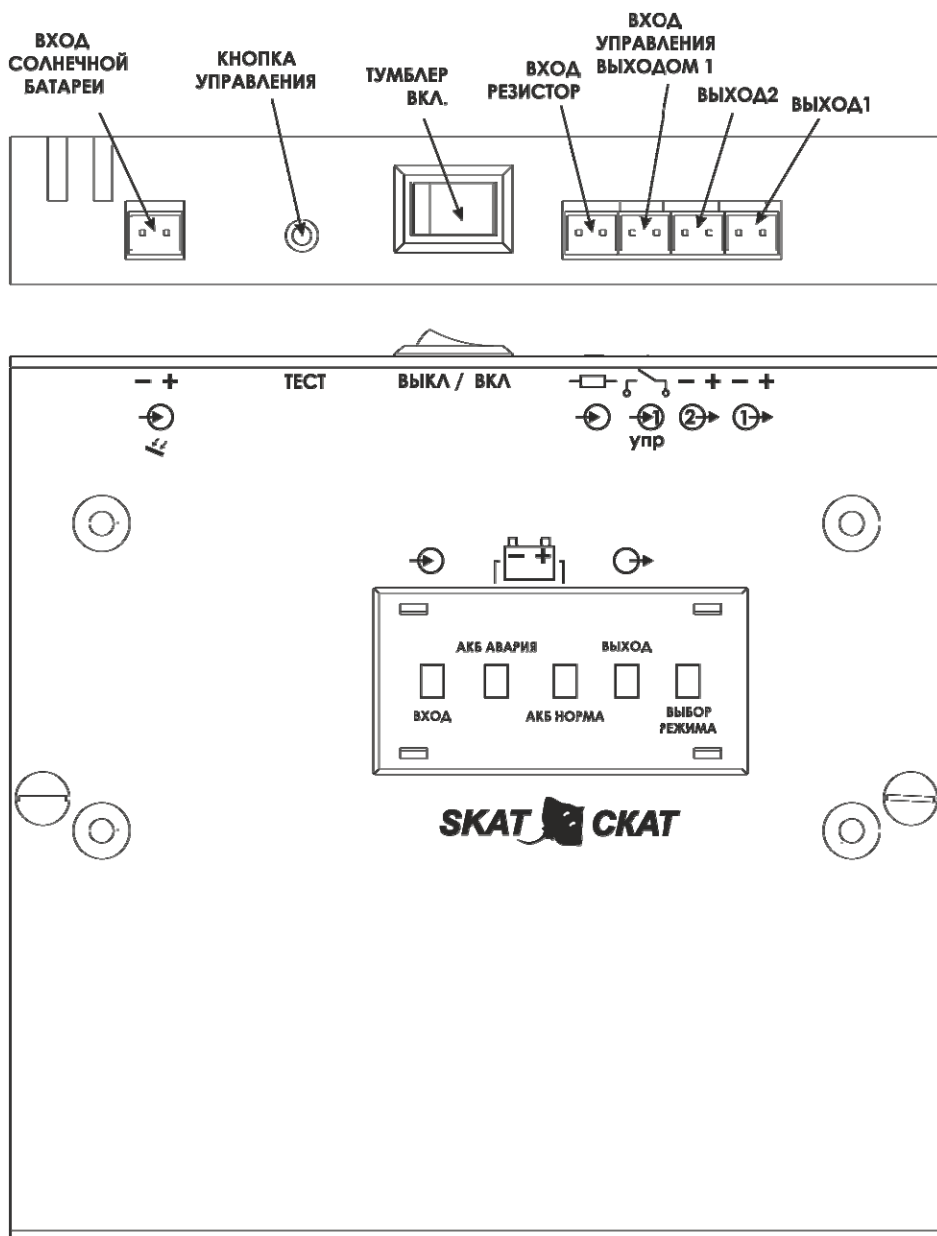 ВХОД
СОЛНЕЧНОЙ
БАТАРЕИ
КНОПКА
УПРАВЛЕНИЯ
ТУМБЛЕР
ВКЛ.
ВХОД
РЕЗИСТОР
ВХОД
УПРАВЛЕНИЯ
ВЫХОДОМ 1
ВЫХОД2
ВЫХОД1
− +
ТЕСТ
ВЫКЛ / ВКЛ
− + − +
1 2 1
упр
− +
АКБ АВАРИЯ ВЫХОД
ВХОД АКБ НОРМА ВЫБОР
РЕЖИМА
SKAT СКАТ